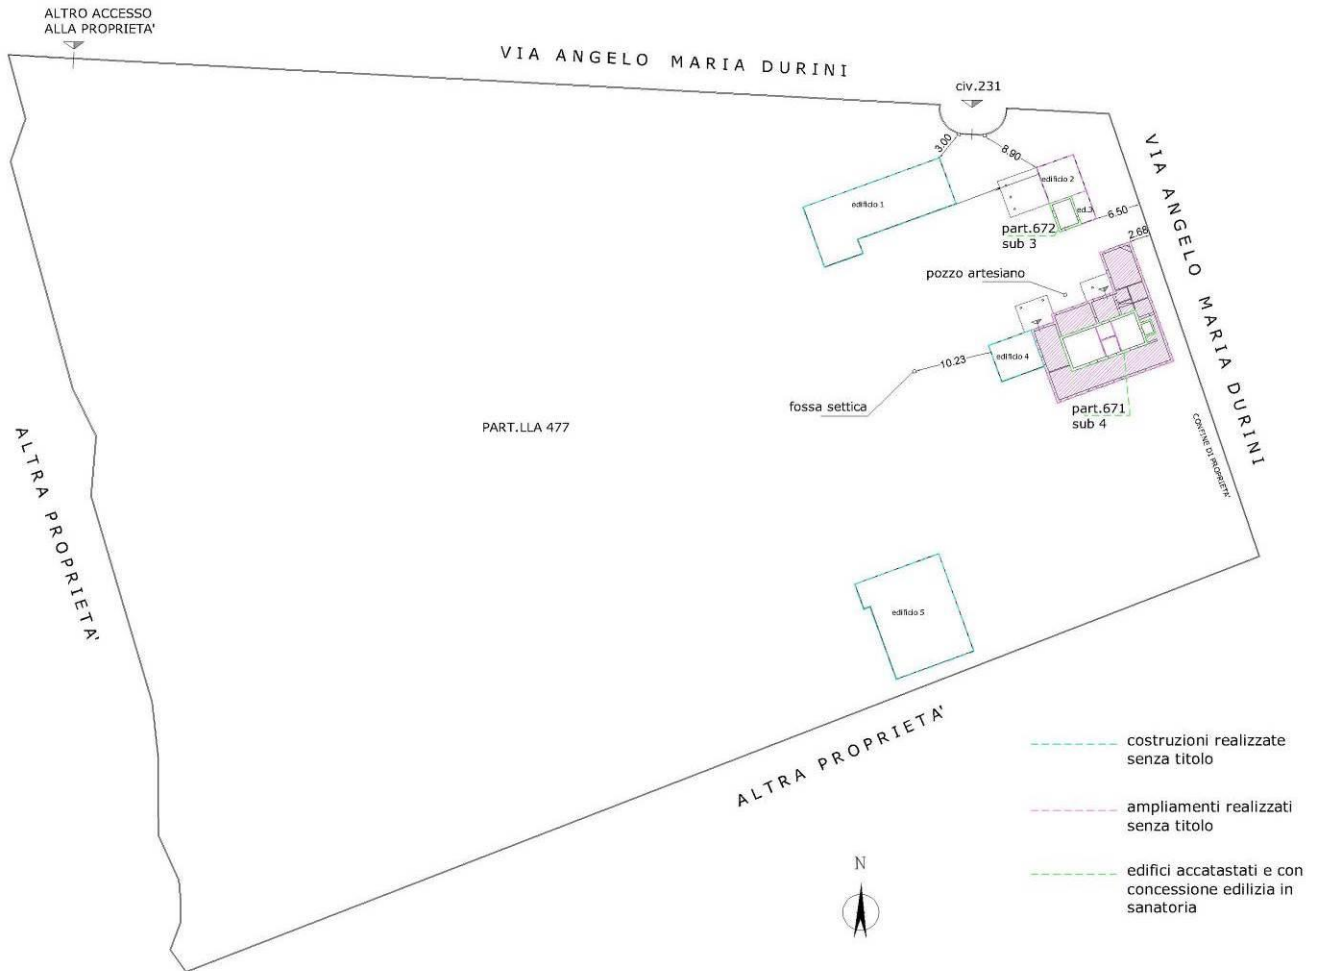 ALTRO ACCESSO
ALLA PROPRIETA'
VIA ANGELO MARIA DURINI
civ.231
3.00
8.90
edificio 1
edificio 2
ed.3
6.50
part.672
sub 3
2.68
VIA ANGELO MARIA DURINI
pozzo artesiano
10.23
edificio 4
fossa settica
part.671
sub 4
PART.LLA 477
CONFINE DI PROPRIETA'
ALTRA PROPRIETA'
edificio 5
ALTRA PROPRIETA'
costruzioni realizzate
senza titolo
ampliamenti realizzati
senza titolo
edifici accatastati e con
concessione edilizia in
sanatoria
N